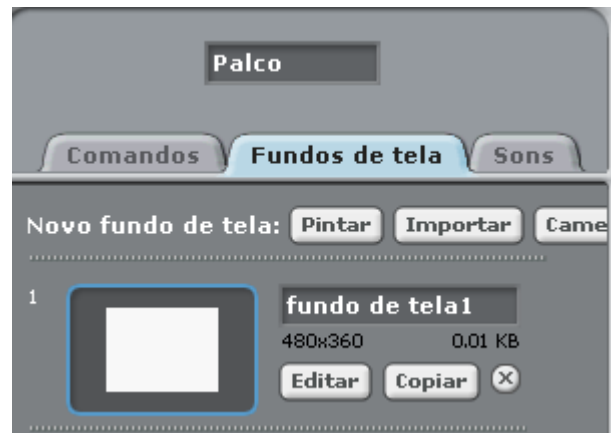 Palco
Comandos Fundos de tela Sons
Novo fundo de tela: Pintar Importar Came
1
fundo de tela1
480x360 0.01 KB
Editar Copiar